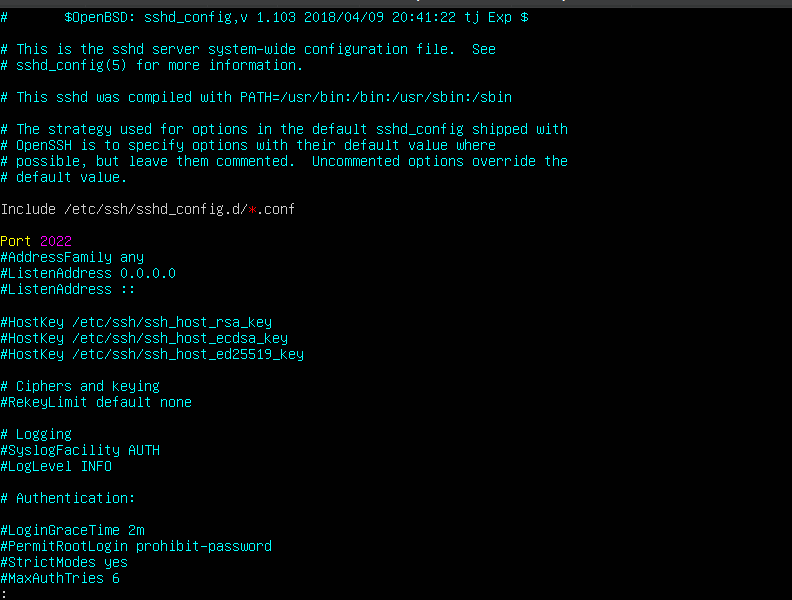 #       $OpenBSD: sshd_config,v 1.103 2018/04/09 20:41:22 tj Exp $
# This is the sshd server system-wide configuration file.  See
# sshd_config(5) for more information.
# This sshd was compiled with PATH=/usr/bin:/bin:/usr/sbin:/sbin
# The strategy used for options in the default sshd_config shipped with
# OpenSSH is to specify options with their default value where
# possible, but leave them commented.  Uncommented options override the
# default value.
Include /etc/ssh/sshd_config.d/*.conf
Port 2022
#AddressFamily any
#ListenAddress 0.0.0.0
#ListenAddress ::
#HostKey /etc/ssh/ssh_host_rsa_key
#HostKey /etc/ssh/ssh_host_ecdsa_key
#HostKey /etc/ssh/ssh_host_ed25519_key
# Ciphers and keying
#RekeyLimit default none
# Logging
#SyslogFacility AUTH
#LogLevel INFO
# Authentication:
#LoginGraceTime 2m
#PermitRootLogin prohibit-password
#StrictModes yes
#MaxAuthTries 6
: